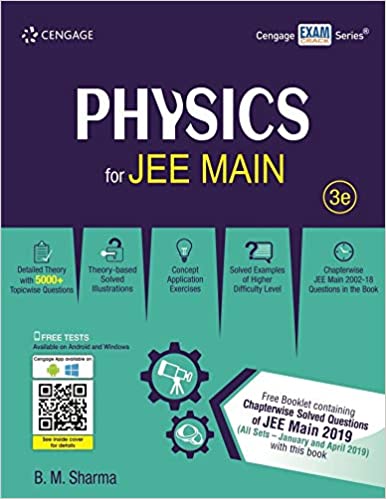 CENGAGE
Cengage EXAM CRACK Series®
PHYSICS
for JEE MAIN
3e
Detailed Theory
with 5000+
Topicwise Questions
Theory-based
Solved
Illustrations
Concept
Application
Exercises
Solved Examples
of Higher
Difficulty Level
Chapterwise
JEE Main 2002-18
Questions in the Book
FREE TESTS
Available on Android and Windows
Cengage App available on
See inside cover
for details
Free Booklet containing
Chapterwise Solved Questions
of JEE Main 2019
(All Sets – January and April 2019)
with this book
B. M. Sharma